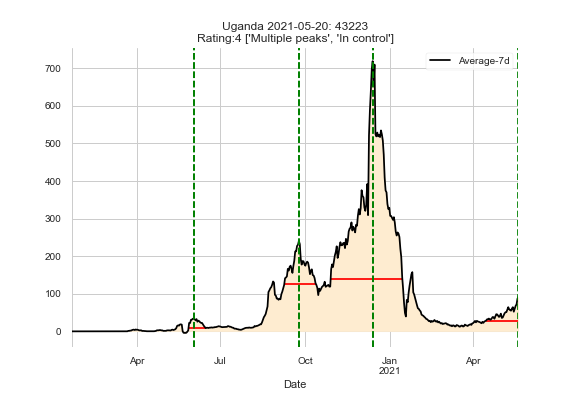 Uganda 2021-05-20: 43223
Rating:4 ['Multiple peaks', 'In control']
Average-7d
700
600
500
400
300
200
100
0
Apr
Jul
Oct
Jan
2021
Apr
Date